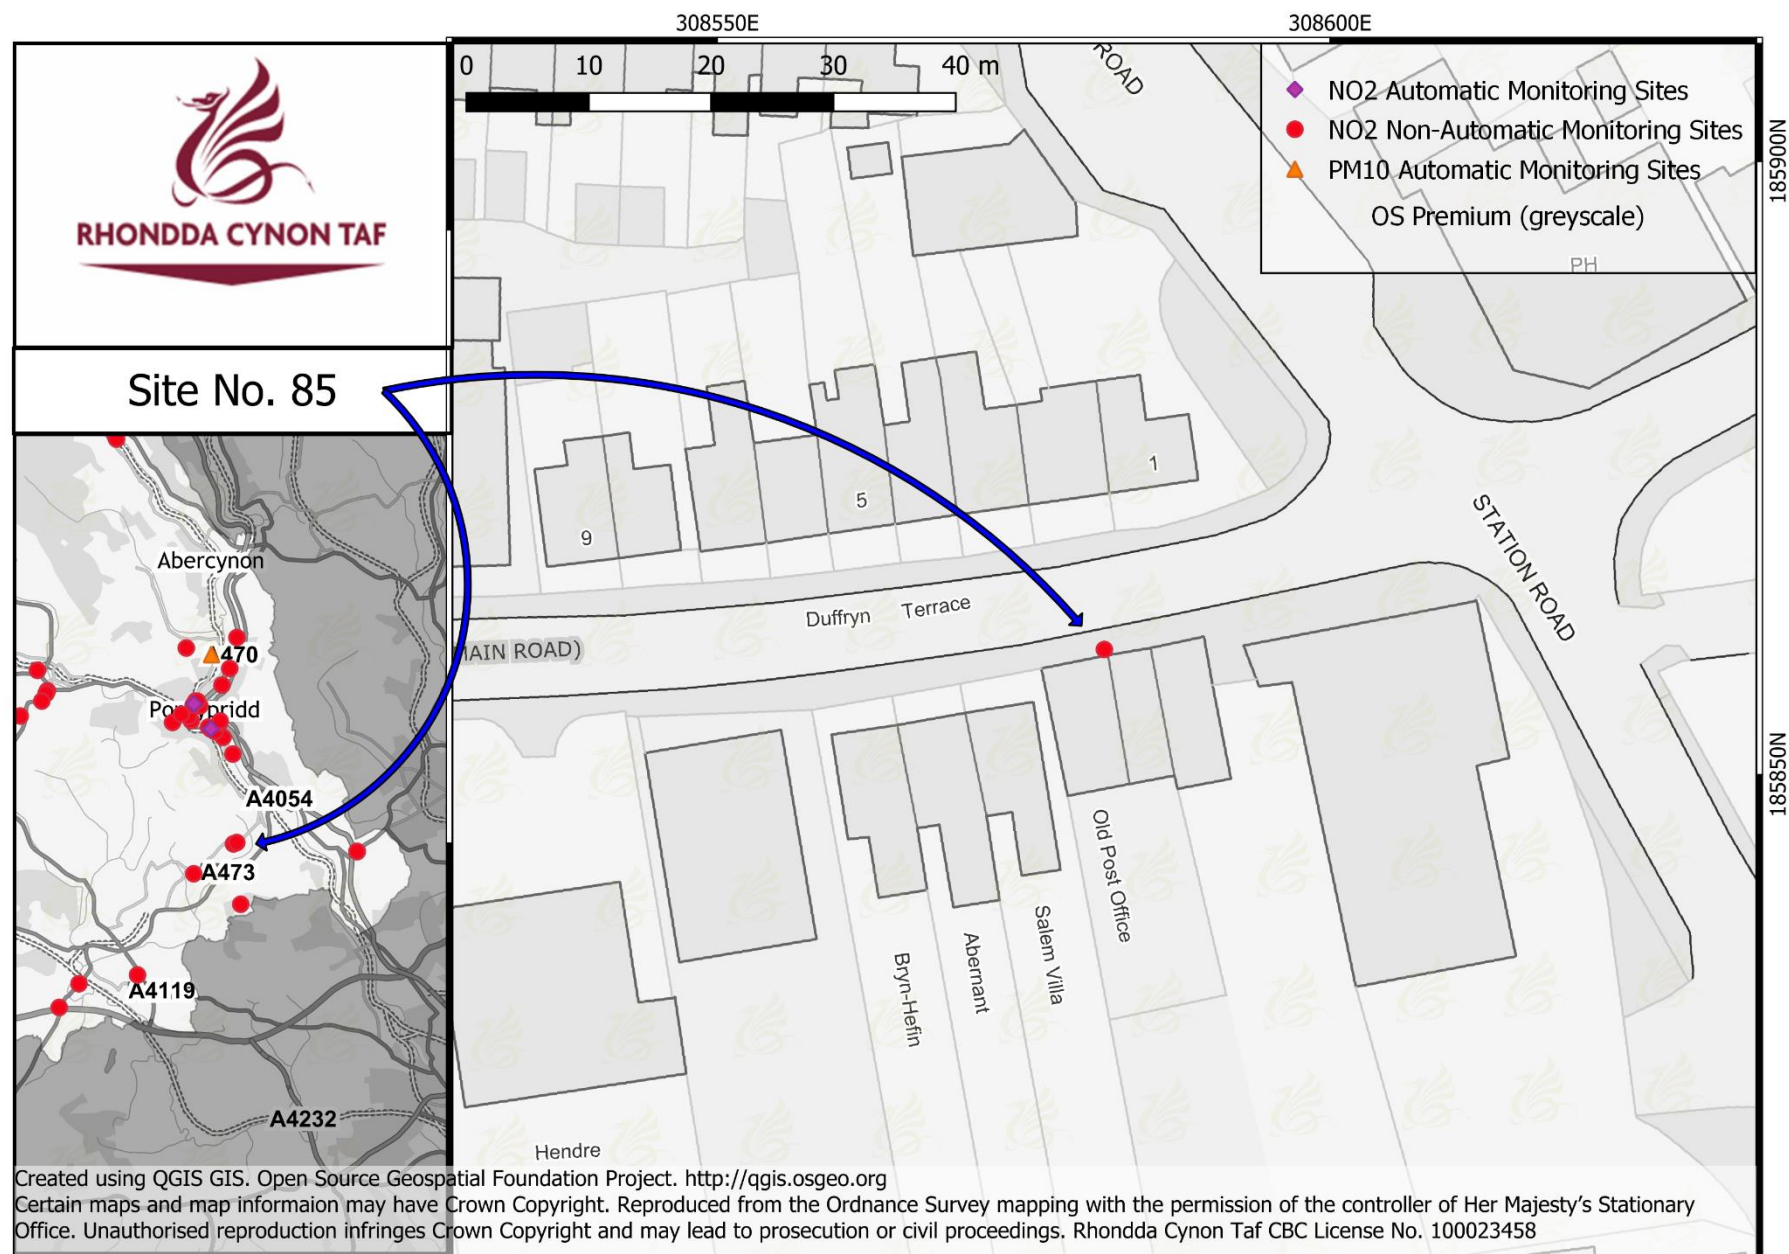 308550E
308600E
0 10 20 30 40 m
ROAD
NO2 Automatic Monitoring Sites
NO2 Non-Automatic Monitoring Sites
PM10 Automatic Monitoring Sites
OS Premium (greyscale)
PH
185900N
185850N
RHONDDA CYNON TAF
Site No. 85
Abercynon
470
A4054
A473
A4119
A4232
1
5
9
Duffryn Terrace
MAIN ROAD)
STATION ROAD
Old Post Office
Salem Villa
Abernant
Bryn-Hefin
Hendre
Created using QGIS GIS. Open Source Geospatial Foundation Project. http://qgis.osgeo.org
Certain maps and map informaion may have Crown Copyright. Reproduced from the Ordnance Survey mapping with the permission of the controller of Her Majesty's Stationary
Office. Unauthorised reproduction infringes Crown Copyright and may lead to prosecution or civil proceedings. Rhondda Cynon Taf CBC License No. 100023458